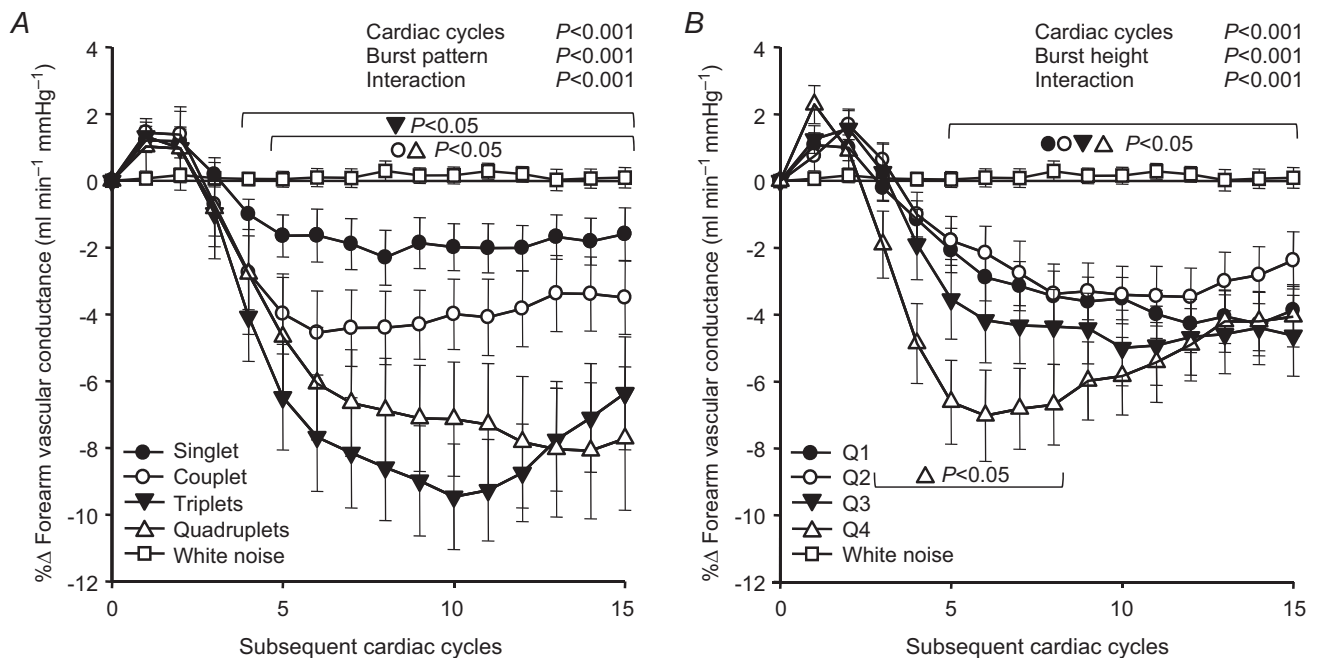 A
Cardiac cycles P<0.001
Burst pattern P<0.001
Interaction P<0.001
%Δ Forearm vascular conductance (ml min⁻¹ mmHg⁻¹)
4
2
0
-2
-4
-6
-8
-10
-12
▼ P<0.05
○△ P<0.05
Singlet
Couplet
Triplets
Quadruplets
White noise
0 5 10 15
Subsequent cardiac cycles
B
Cardiac cycles P<0.001
Burst height P<0.001
Interaction P<0.001
%Δ Forearm vascular conductance (ml min⁻¹ mmHg⁻¹)
4
2
0
-2
-4
-6
-8
-10
-12
●○▼△ P<0.05
△ P<0.05
Q1
Q2
Q3
Q4
White noise
0 5 10 15
Subsequent cardiac cycles